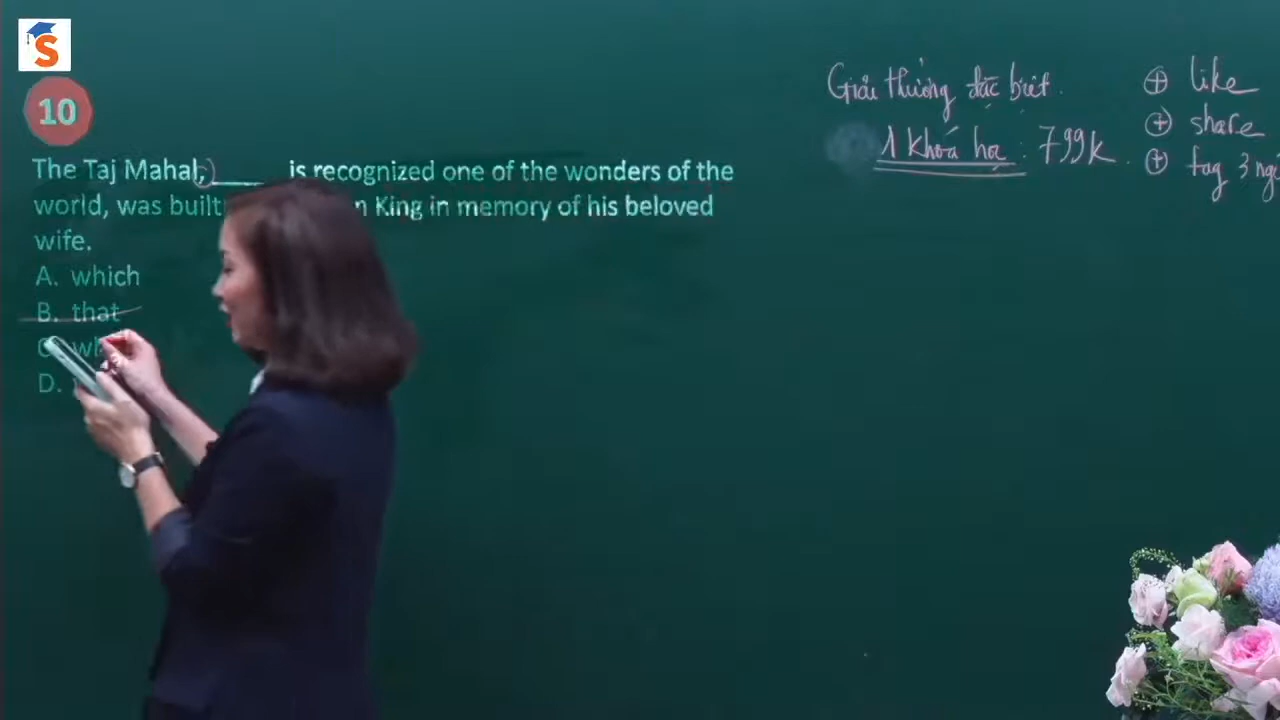 S
10
The Taj Mahal, ____ is recognized one of the wonders of the
world, was built King in memory of his beloved
wife.
A. which
B. that
D.
Giải thưởng đặc biệt.
1 khoá học : 799k.
+ like
+ share
+ tag 3